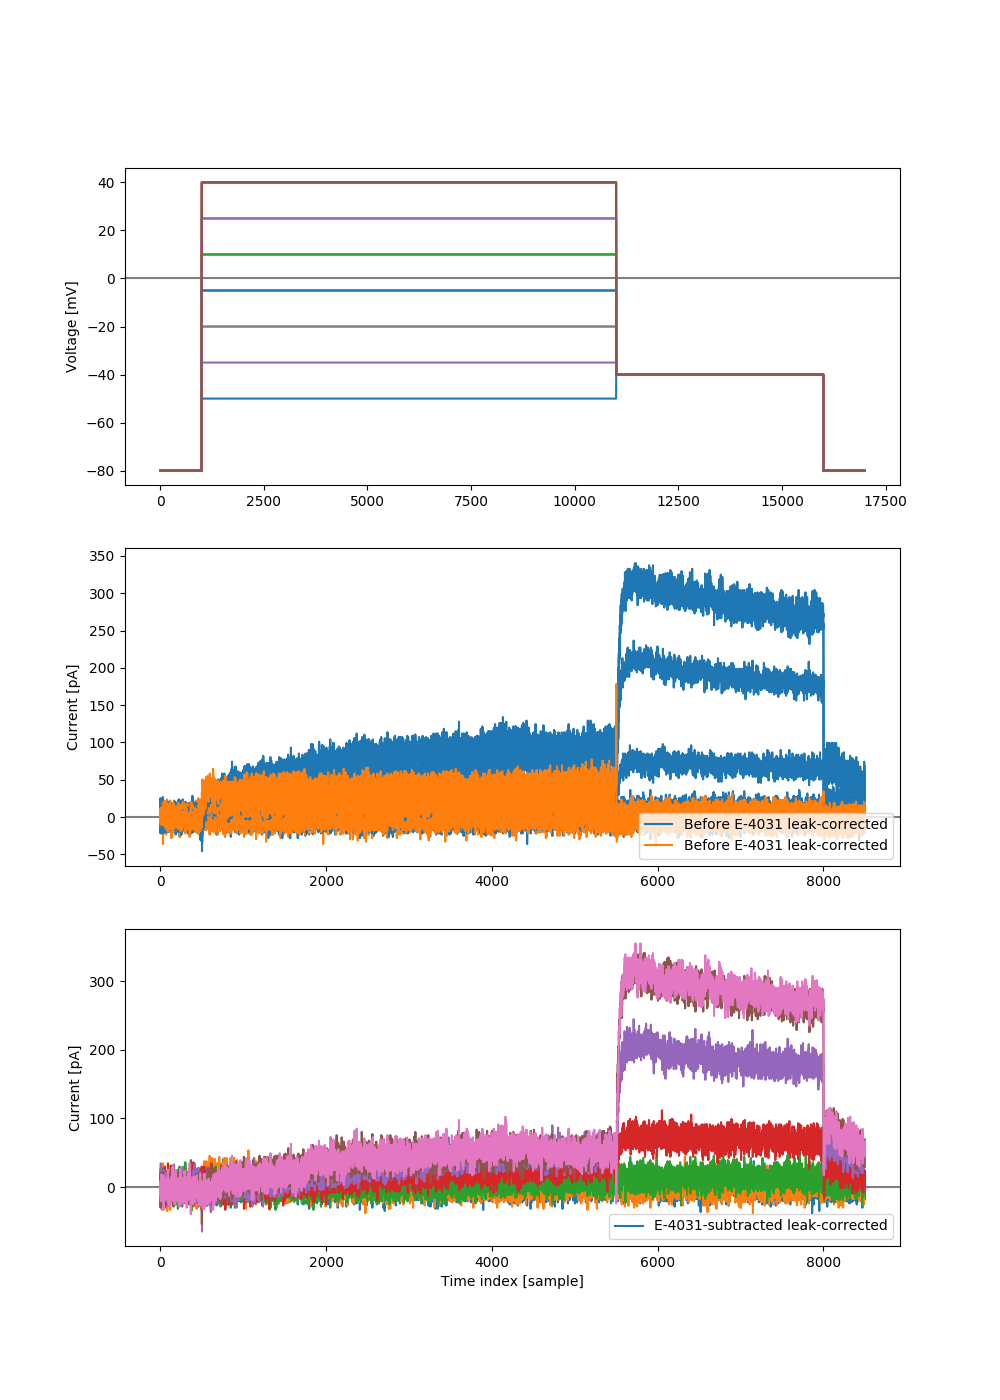 40
20
0
−20
−40
−60
−80
Voltage [mV]
0 2500 5000 7500 10000 12500 15000 17500
350
300
250
200
150
100
50
0
−50
Current [pA]
Before E-4031 leak-corrected
Before E-4031 leak-corrected
0 2000 4000 6000 8000
300
200
100
0
Current [pA]
E-4031-subtracted leak-corrected
0 2000 4000 6000 8000
Time index [sample]